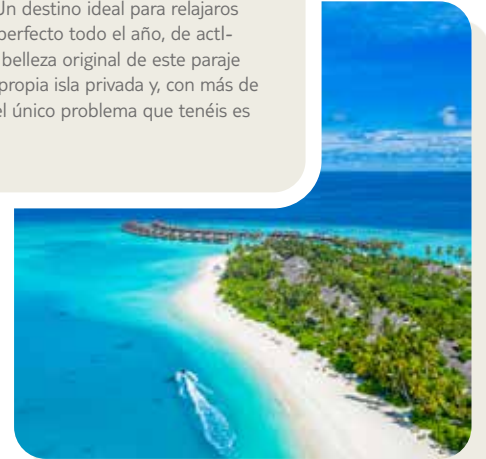 Un destino ideal para relajaros
perfecto todo el año, de actl-
belleza original de este paraje
propia isla privada y, con más de
el único problema que tenéis es